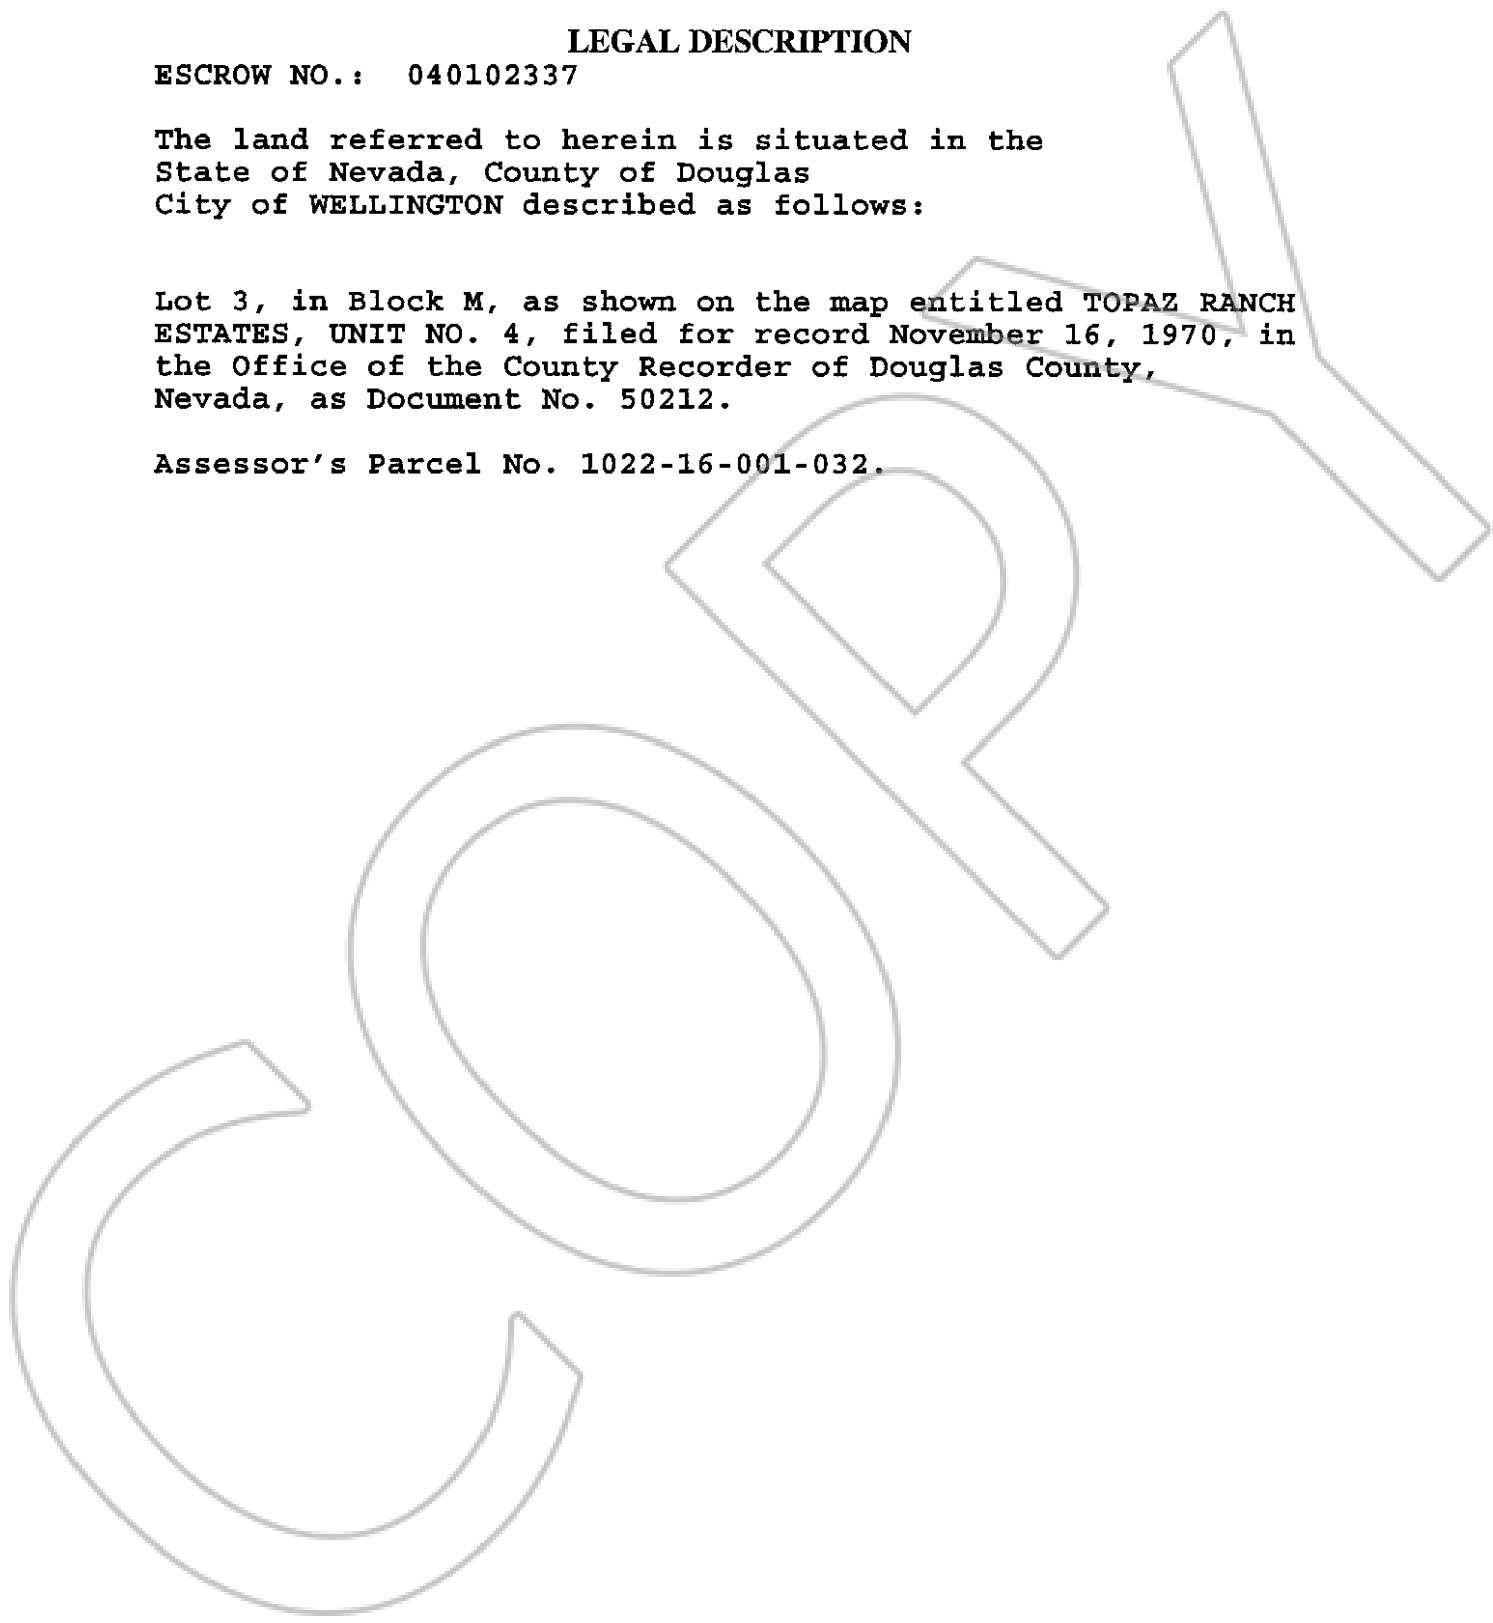 LEGAL DESCRIPTION
ESCROW NO.: 040102337
The land referred to herein is situated in the
State of Nevada, County of Douglas
City of WELLINGTON described as follows:
Lot 3, in Block M, as shown on the map entitled TOPAZ RANCH
ESTATES, UNIT NO. 4, filed for record November 16, 1970, in
the Office of the County Recorder of Douglas County,
Nevada, as Document No. 50212.
Assessor's Parcel No. 1022-16-001-032.
COPY